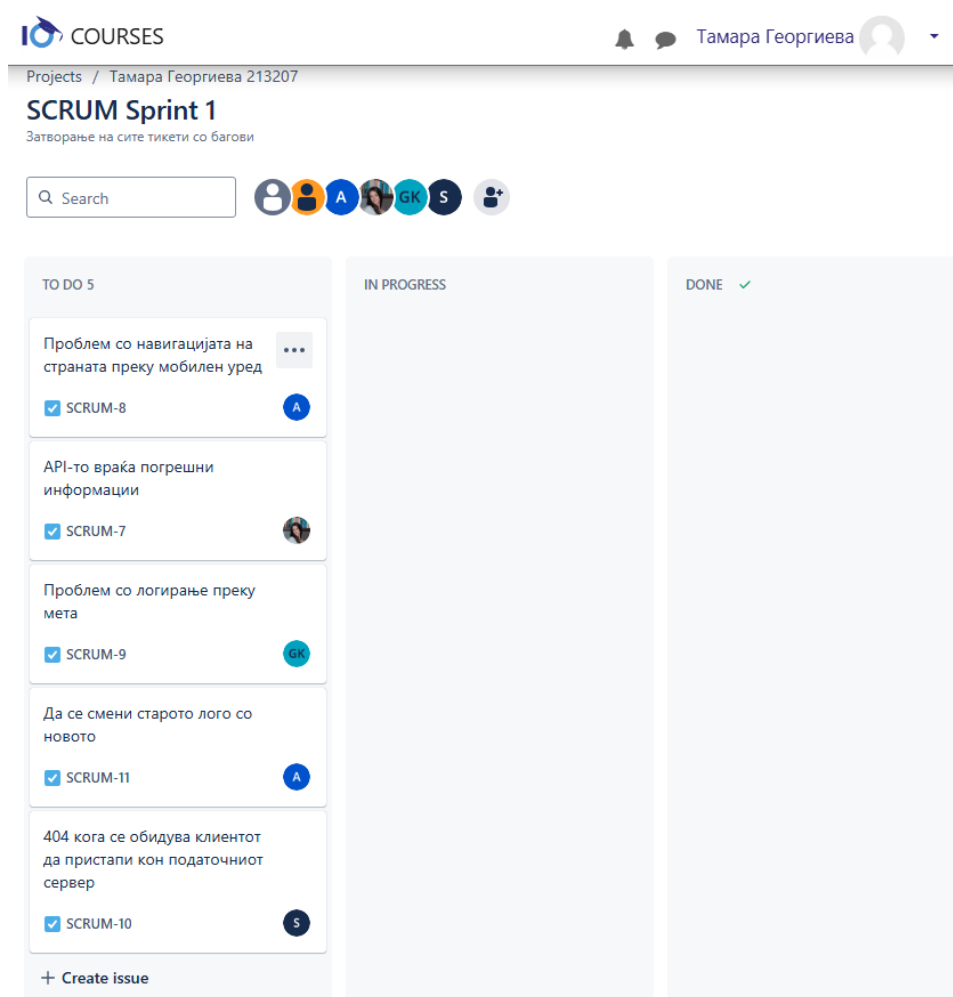 COURSES
Тамара Георгиева
Projects / Тамара Георгиева 213207
SCRUM Sprint 1
Затворање на сите тикети со багови
Search
A
GK
S
TO DO 5
IN PROGRESS
DONE
Проблем со навигацијата на
страната преку мобилен уред
SCRUM-8
A
API-то враќа погрешни
информации
SCRUM-7
Проблем со логирање преку
мета
SCRUM-9
GK
Да се смени старото лого со
новото
SCRUM-11
A
404 кога се обидува клиентот
да пристапи кон податочниот
сервер
SCRUM-10
S
+ Create issue